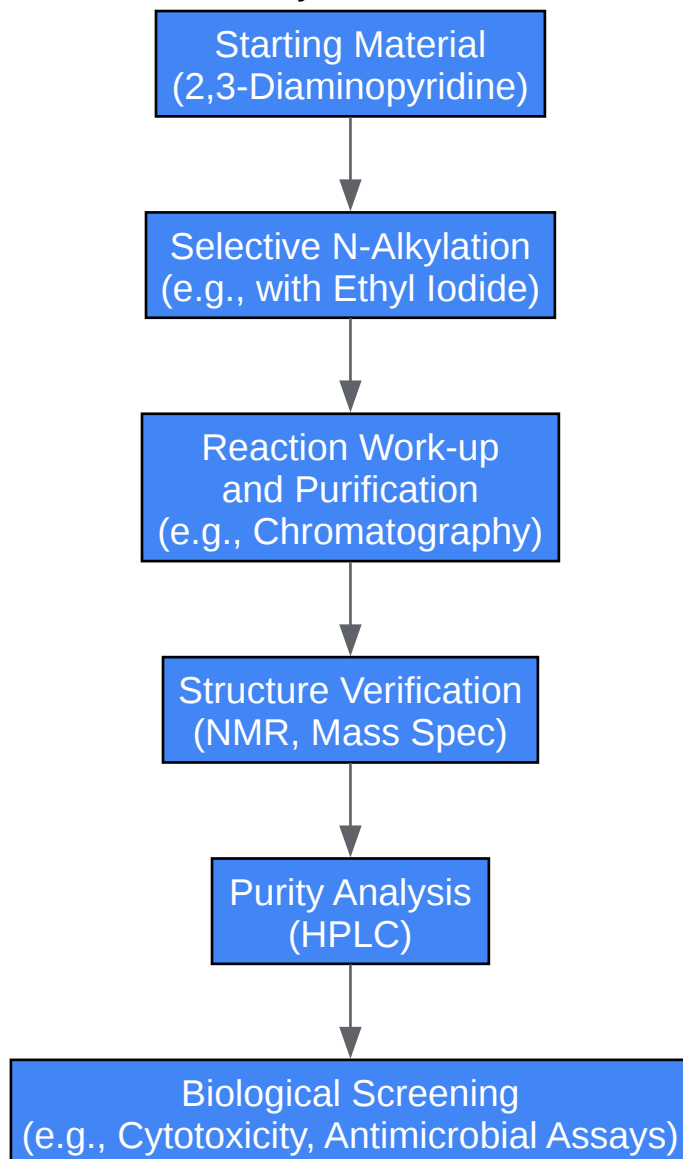 Starting Material
(2,3-Diaminopyridine)
Selective N-Alkylation
(e.g., with Ethyl Iodide)
Reaction Work-up
and Purification
(e.g., Chromatography)
Structure Verification
(NMR, Mass Spec)
Purity Analysis
(HPLC)
Biological Screening
(e.g., Cytotoxicity, Antimicrobial Assays)